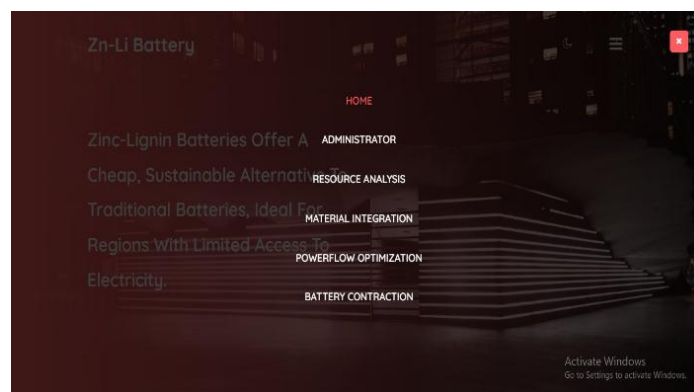 Zn-Li Battery
x
HOME
Zinc-Lignin Batteries Offer A
ADMINISTRATOR
Cheap, Sustainable Alternative To
RESOURCE ANALYSIS
Traditional Batteries, Ideal For
MATERIAL INTEGRATION
Regions With Limited Access To
POWERFLOW OPTIMIZATION
Electricity.
BATTERY CONTRACTION
Activate Windows
Go to Settings to activate Windows.